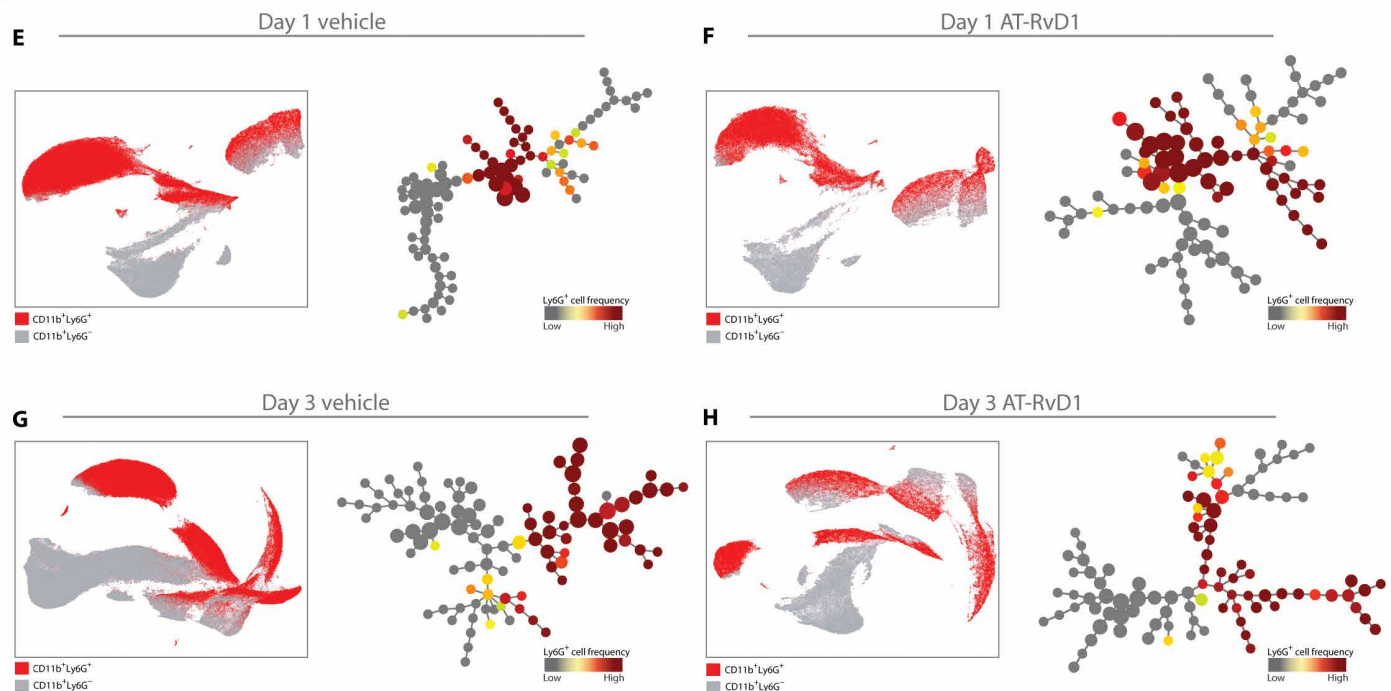 E
Day 1 vehicle
CD11b⁺Ly6G⁺
CD11b⁺Ly6G⁻
Ly6G⁺ cell frequency
Low High
F
Day 1 AT-RvD1
CD11b⁺Ly6G⁺
CD11b⁺Ly6G⁻
Ly6G⁺ cell frequency
Low High
G
Day 3 vehicle
CD11b⁺Ly6G⁺
CD11b⁺Ly6G⁻
Ly6G⁺ cell frequency
Low High
H
Day 3 AT-RvD1
CD11b⁺Ly6G⁺
CD11b⁺Ly6G⁻
Ly6G⁺ cell frequency
Low High